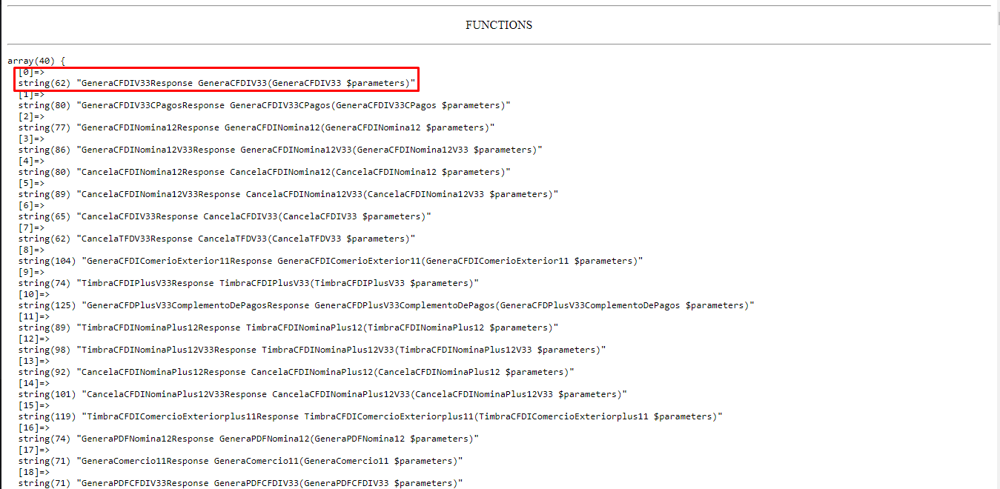 FUNCTIONS
array(40) {
[0]=>
string(62) "GeneraCFDIV33Response GeneraCFDIV33(GeneraCFDIV33 $parameters)"
[1]=>
string(80) "GeneraCFDIV33CPagosResponse GeneraCFDIV33CPagos(GeneraCFDIV33CPagos $parameters)"
[2]=>
string(77) "GeneraCFDINomina12Response GeneraCFDINomina12(GeneraCFDINomina12 $parameters)"
[3]=>
string(86) "GeneraCFDINomina12V33Response GeneraCFDINomina12V33(GeneraCFDINomina12V33 $parameters)"
[4]=>
string(80) "CancelaCFDINomina12Response CancelaCFDINomina12(CancelaCFDINomina12 $parameters)"
[5]=>
string(89) "CancelaCFDINomina12V33Response CancelaCFDINomina12V33(CancelaCFDINomina12V33 $parameters)"
[6]=>
string(65) "CancelaCFDIV33Response CancelaCFDIV33(CancelaCFDIV33 $parameters)"
[7]=>
string(62) "CancelaTFDV33Response CancelaTFDV33(CancelaTFDV33 $parameters)"
[8]=>
string(104) "GeneraCFDIComerioExterior11Response GeneraCFDIComerioExterior11(GeneraCFDIComerioExterior11 $parameters)"
[9]=>
string(74) "TimbraCFDIPlusV33Response TimbraCFDIPlusV33(TimbraCFDIPlusV33 $parameters)"
[10]=>
string(125) "GeneraCFDPlusV33ComplementoDePagosResponse GeneraCFDPlusV33ComplementoDePagos(GeneraCFDPlusV33ComplementoDePagos $parameters)"
[11]=>
string(89) "TimbraCFDINominaPlus12Response TimbraCFDINominaPlus12(TimbraCFDINominaPlus12 $parameters)"
[12]=>
string(98) "TimbraCFDINominaPlus12V33Response TimbraCFDINominaPlus12V33(TimbraCFDINominaPlus12V33 $parameters)"
[13]=>
string(92) "CancelaCFDINominaPlus12Response CancelaCFDINominaPlus12(CancelaCFDINominaPlus12 $parameters)"
[14]=>
string(101) "CancelaCFDINominaPlus12V33Response CancelaCFDINominaPlus12V33(CancelaCFDINominaPlus12V33 $parameters)"
[15]=>
string(119) "TimbraCFDIComercioExteriorplus11Response TimbraCFDIComercioExteriorplus11(TimbraCFDIComercioExteriorplus11 $parameters)"
[16]=>
string(74) "GeneraPDFNomina12Response GeneraPDFNomina12(GeneraPDFNomina12 $parameters)"
[17]=>
string(71) "GeneraComercio11Response GeneraComercio11(GeneraComercio11 $parameters)"
[18]=>
string(71) "GeneraPDFCFDIV33Response GeneraPDFCFDIV33(GeneraPDFCFDIV33 $parameters)"